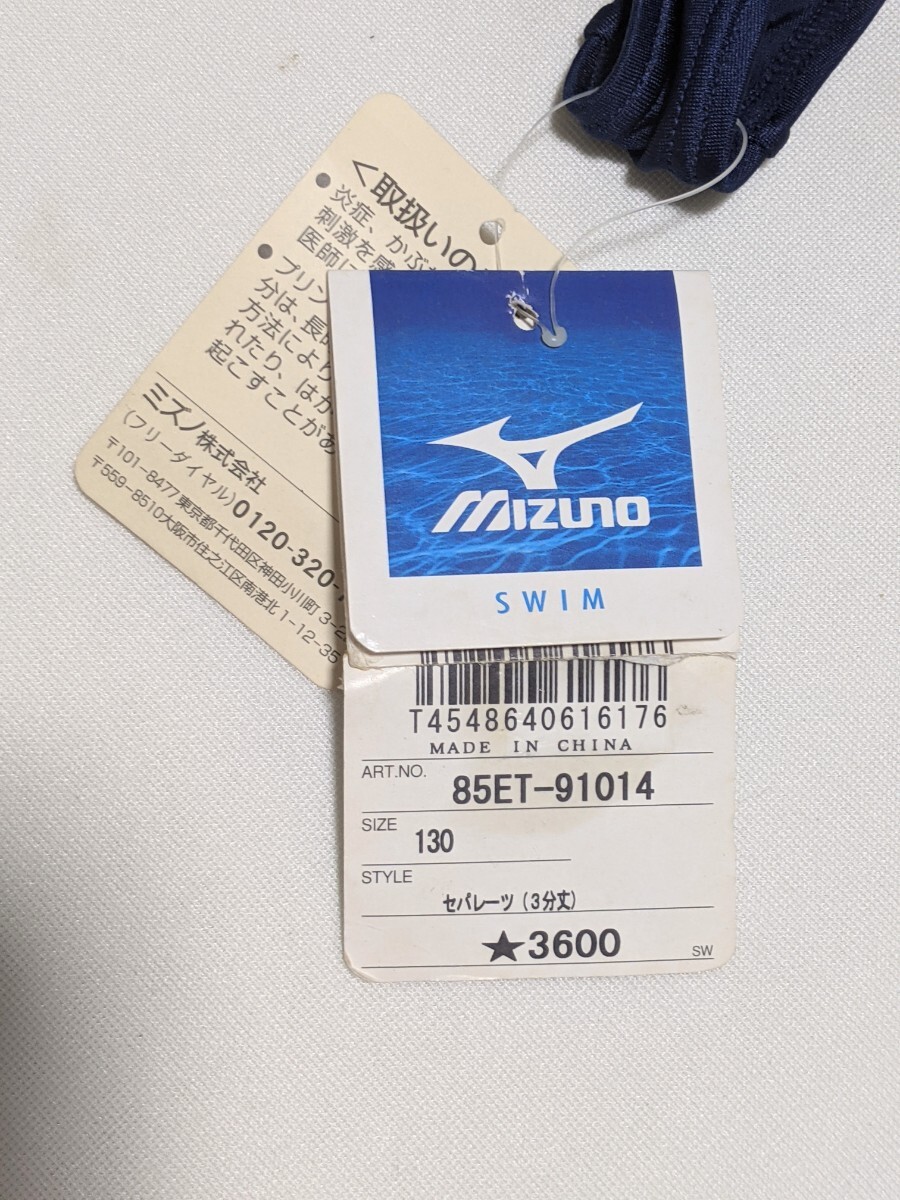 <取扱いの
● 炎症、かぶ
刺激を感
医師に
● プリン
分は、長
方法により
れたり、はが
起こすことがあ
ミズノ株式会社
(フリーダイヤル)0120-320-
〒101-8477東京都千代田区神田小川町 3-2
〒559-8510大阪市住之江区南港北 1-12-35
MIZUNO
SWIM
T4548640616176
MADE IN CHINA
ART.NO. 85ET-91014
SIZE 130
STYLE
セパレーツ(3分丈)
★3600 SW